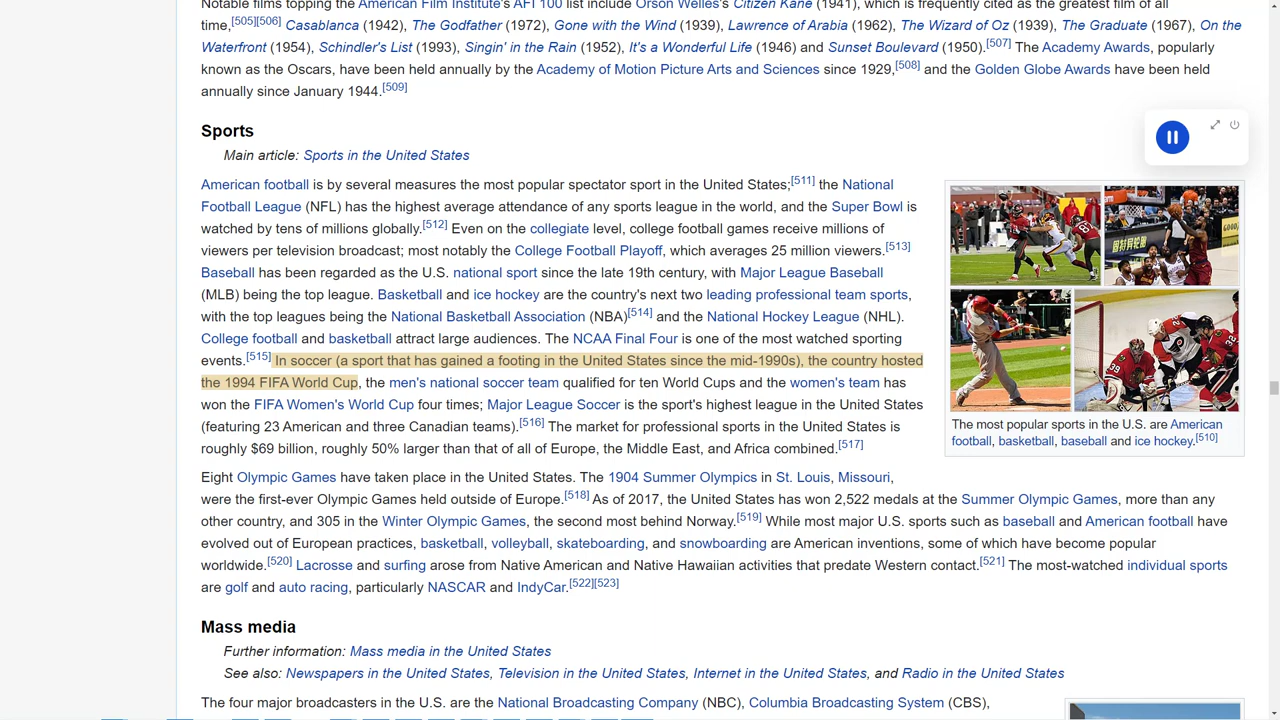 Notable films topping the American Film Institute's AFI 100 list include Orson Welles's Citizen Kane (1941), which is frequently cited as the greatest film of all
time,[505][506] Casablanca (1942), The Godfather (1972), Gone with the Wind (1939), Lawrence of Arabia (1962), The Wizard of Oz (1939), The Graduate (1967), On the
Waterfront (1954), Schindler's List (1993), Singin' in the Rain (1952), It's a Wonderful Life (1946) and Sunset Boulevard (1950).[507] The Academy Awards, popularly
known as the Oscars, have been held annually by the Academy of Motion Picture Arts and Sciences since 1929,[508] and the Golden Globe Awards have been held
annually since January 1944.[509]
Sports
Main article: Sports in the United States
American football is by several measures the most popular spectator sport in the United States;[511] the National
Football League (NFL) has the highest average attendance of any sports league in the world, and the Super Bowl is
watched by tens of millions globally.[512] Even on the collegiate level, college football games receive millions of
viewers per television broadcast; most notably the College Football Playoff, which averages 25 million viewers.[513]
Baseball has been regarded as the U.S. national sport since the late 19th century, with Major League Baseball
(MLB) being the top league. Basketball and ice hockey are the country's next two leading professional team sports,
with the top leagues being the National Basketball Association (NBA)[514] and the National Hockey League (NHL).
College football and basketball attract large audiences. The NCAA Final Four is one of the most watched sporting
events.[515] In soccer (a sport that has gained a footing in the United States since the mid-1990s), the country hosted
the 1994 FIFA World Cup, the men's national soccer team qualified for ten World Cups and the women's team has
won the FIFA Women's World Cup four times; Major League Soccer is the sport's highest league in the United States
(featuring 23 American and three Canadian teams).[516] The market for professional sports in the United States is
roughly $69 billion, roughly 50% larger than that of all of Europe, the Middle East, and Africa combined.[517]
The most popular sports in the U.S. are American
football, basketball, baseball and ice hockey.[510]
Eight Olympic Games have taken place in the United States. The 1904 Summer Olympics in St. Louis, Missouri,
were the first-ever Olympic Games held outside of Europe.[518] As of 2017, the United States has won 2,522 medals at the Summer Olympic Games, more than any
other country, and 305 in the Winter Olympic Games, the second most behind Norway.[519] While most major U.S. sports such as baseball and American football have
evolved out of European practices, basketball, volleyball, skateboarding, and snowboarding are American inventions, some of which have become popular
worldwide.[520] Lacrosse and surfing arose from Native American and Native Hawaiian activities that predate Western contact.[521] The most-watched individual sports
are golf and auto racing, particularly NASCAR and IndyCar.[522][523]
Mass media
Further information: Mass media in the United States
See also: Newspapers in the United States, Television in the United States, Internet in the United States, and Radio in the United States
The four major broadcasters in the U.S. are the National Broadcasting Company (NBC), Columbia Broadcasting System (CBS),